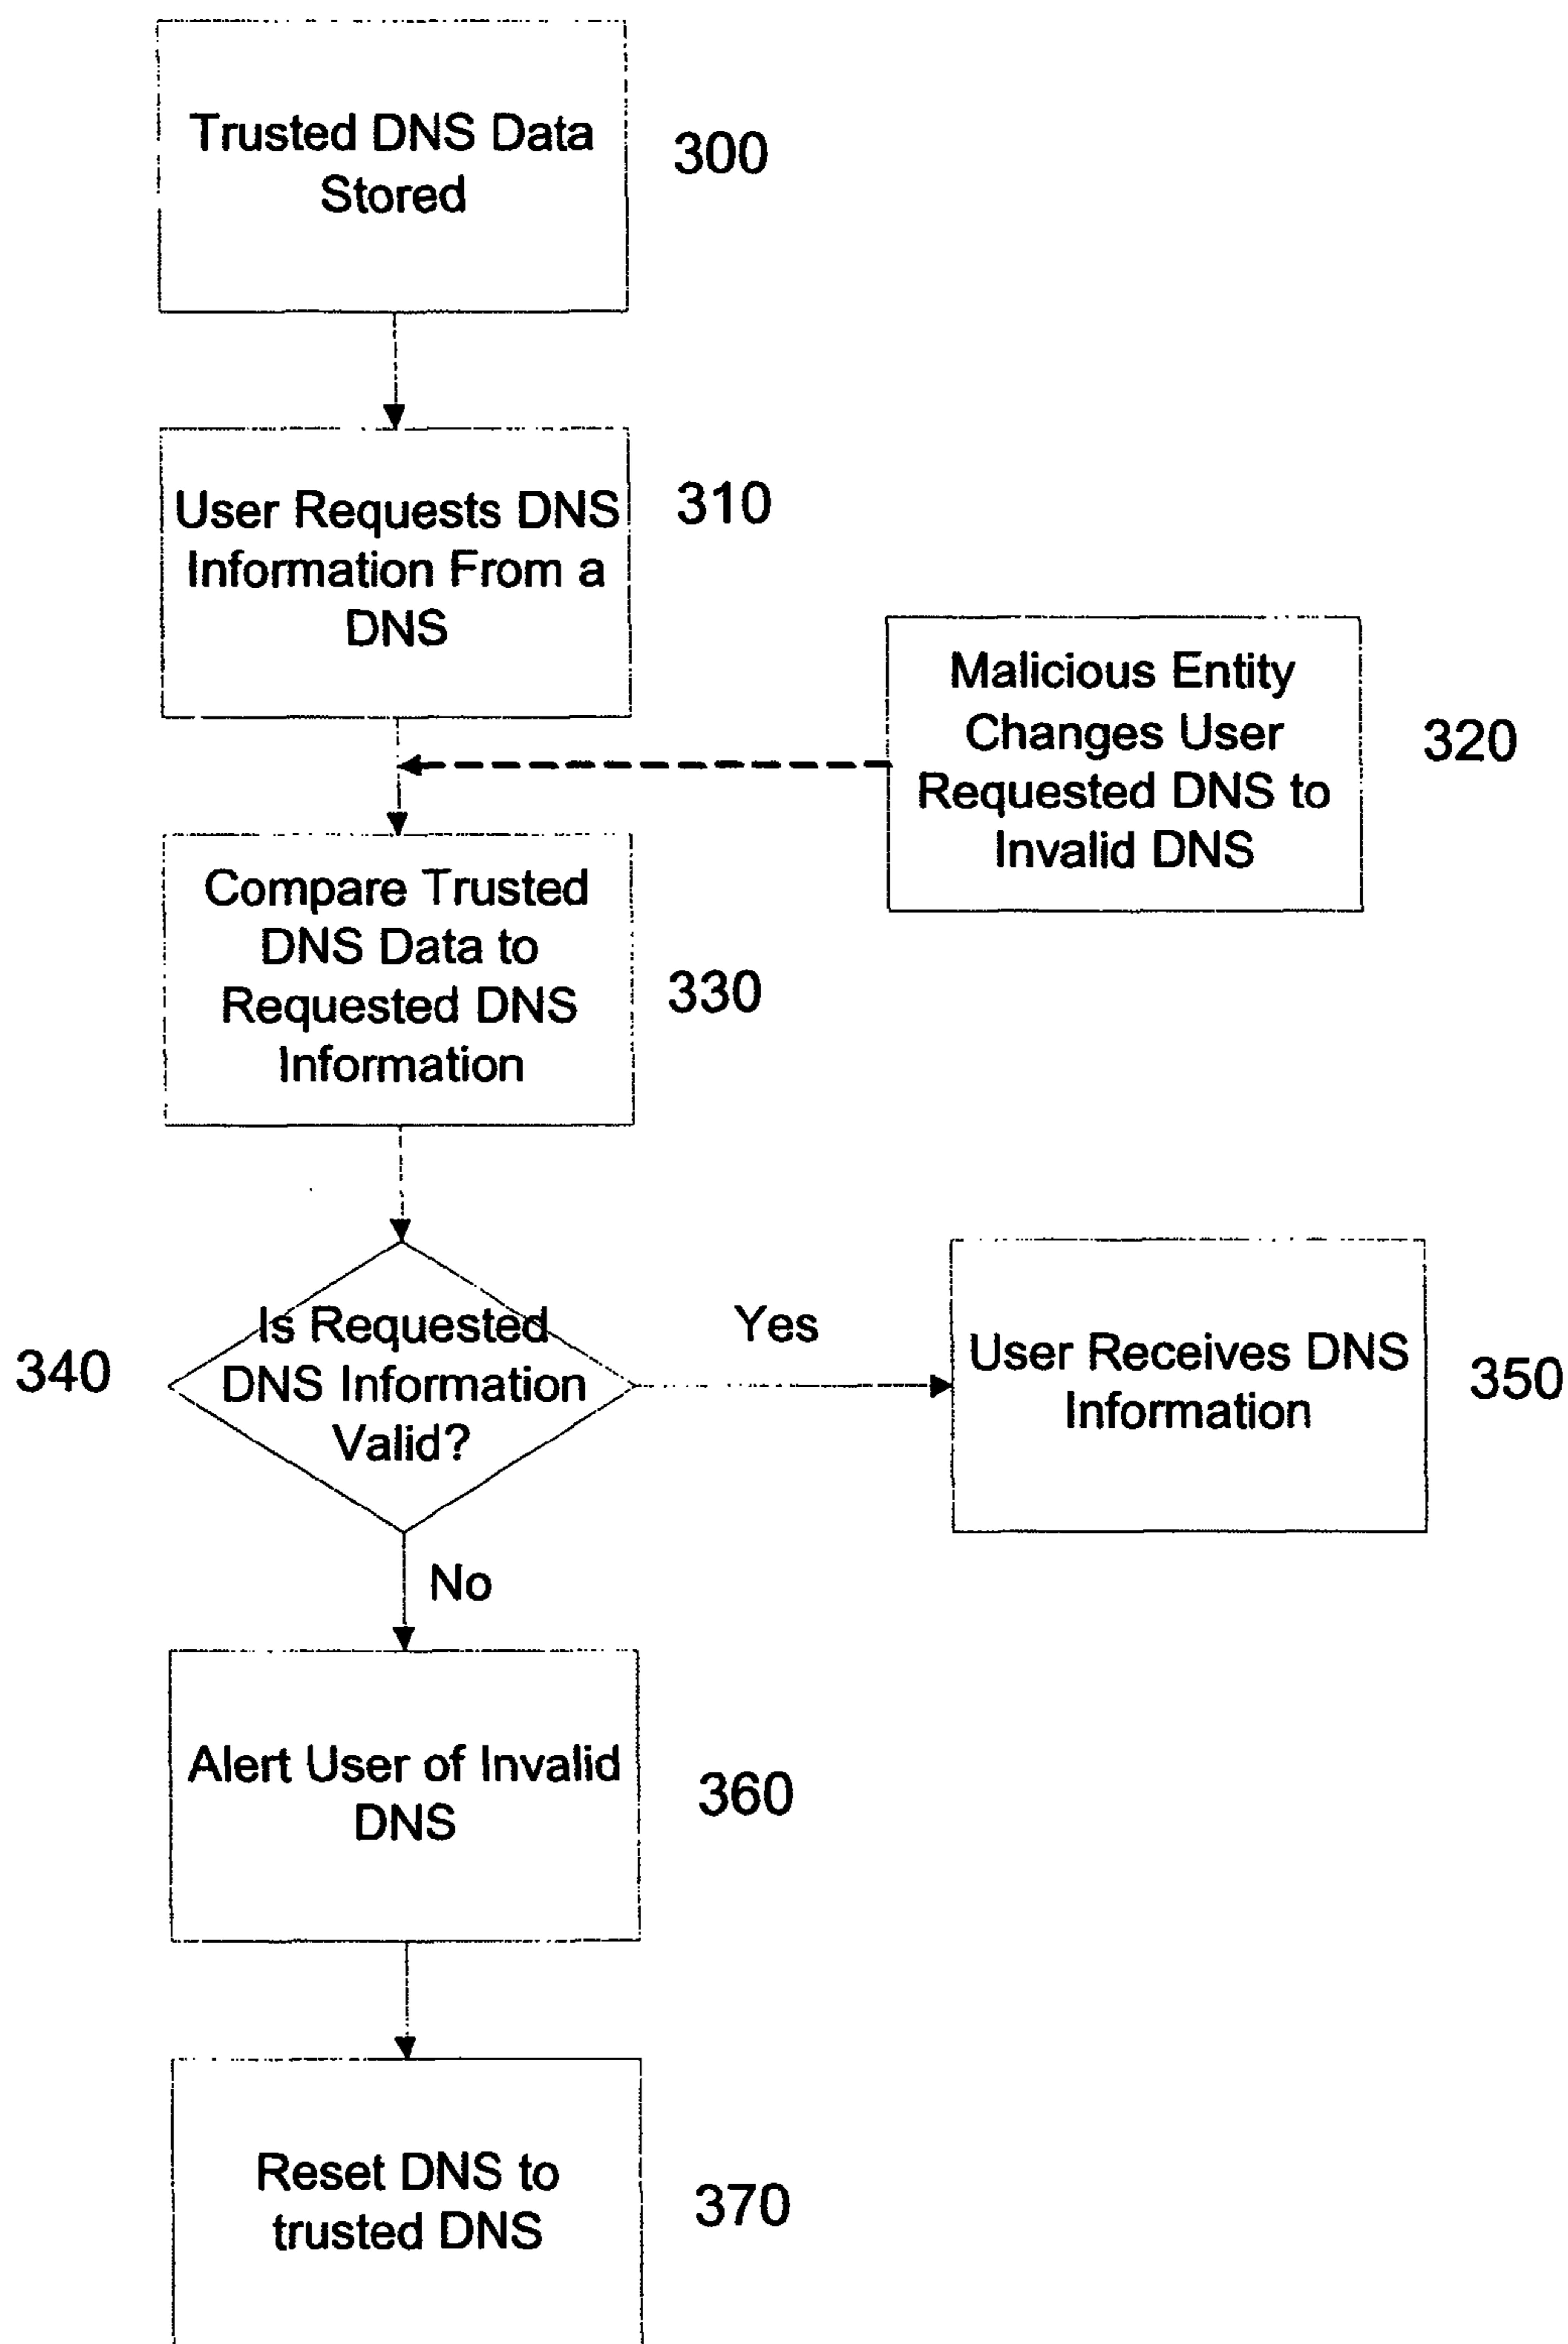 Trusted DNS Data
Stored
300
User Requests DNS
Information From a
DNS
310
Malicious Entity
Changes User
Requested DNS to
Invalid DNS
320
Compare Trusted
DNS Data to
Requested DNS
Information
330
Is Requested
DNS Information
Valid?
340
Yes
User Receives DNS
Information
350
No
Alert User of Invalid
DNS
360
Reset DNS to
trusted DNS
370